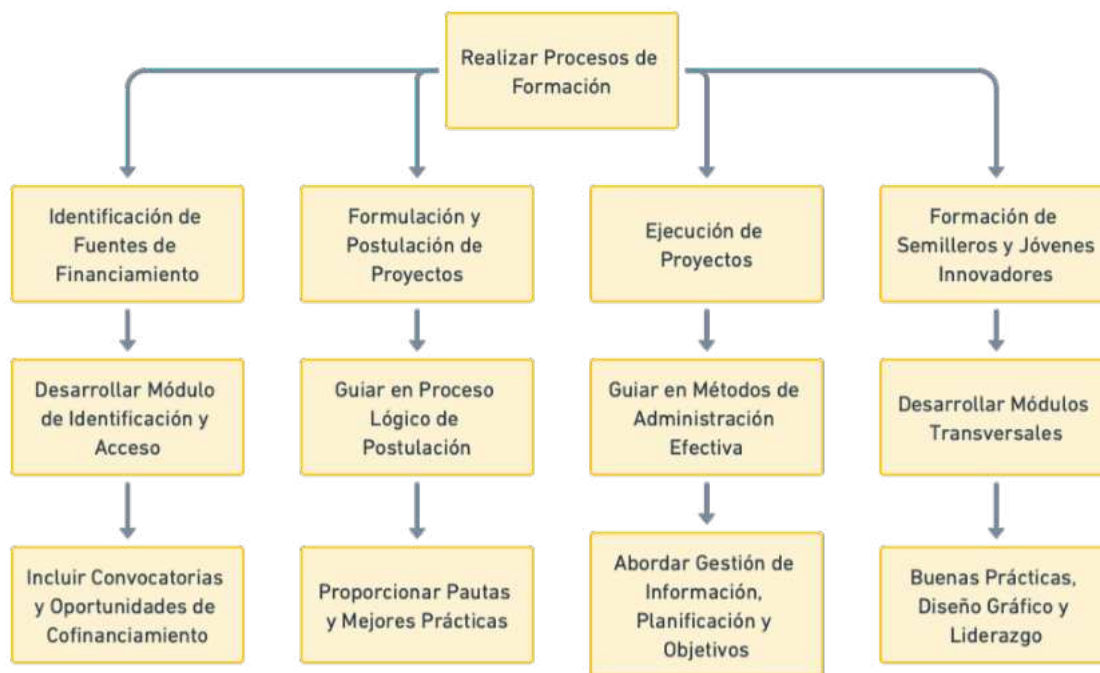 Realizar Procesos de
Formación
Identificación de
Fuentes de
Financiamiento
Formulación y
Postulación de
Proyectos
Ejecución de
Proyectos
Formación de
Semilleros y Jóvenes
Innovadores
Desarrollar Módulo
de Identificación y
Acceso
Guiar en Proceso
Lógico de
Postulación
Guiar en Métodos de
Administración
Efectiva
Desarrollar Módulos
Transversales
Incluir Convocatorias
y Oportunidades de
Cofinanciamiento
Proporcionar Pautas
y Mejores Prácticas
Abordar Gestión de
Información,
Planificación y
Objetivos
Buenas Prácticas,
Diseño Gráfico y
Liderazgo